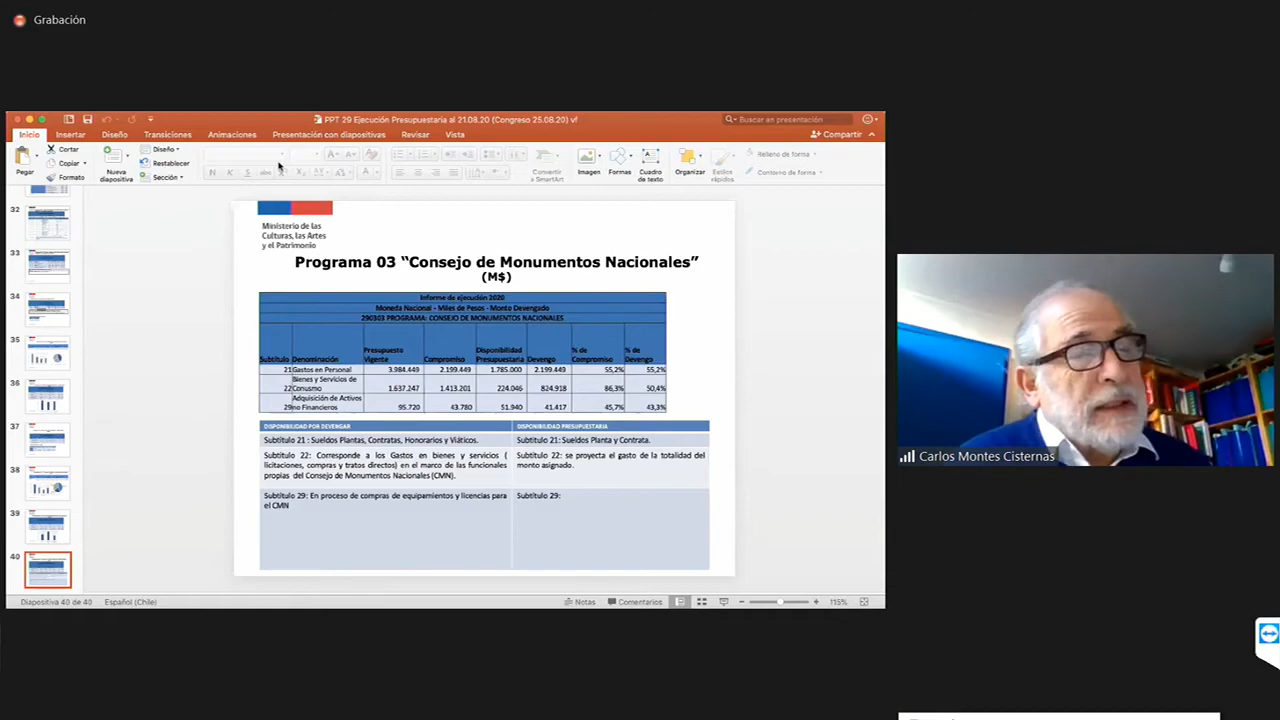 Grabación
PPT 29 Ejecución Presupuestaria al 21.08.20 (Congreso 25.08.20) vf
Buscar en presentación
Inicio
Insertar
Diseño
Transiciones
Animaciones
Presentación con diapositivas
Revisar
Vista
Compartir
Pegar
Cortar
Copiar
Formato
Nueva
diapositiva
Diseño
Restablecer
Sección
N K S abc
Convertir
a SmartArt
Imagen
Formas
Cuadro
de texto
Organizar
Estilos
rápidos
Relleno de forma
Contorno de forma
32
33
34
35
36
37
38
39
40
Ministerio de las
Culturas, las Artes
y el Patrimonio
Programa 03 “Consejo de Monumentos Nacionales”
(M$)
Informe de ejecución 2020
Moneda Nacional - Miles de Pesos - Monto Devengado
290303 PROGRAMA: CONSEJO DE MONUMENTOS NACIONALES
Subtítulo Denominación Presupuesto Vigente Compromiso Disponibilidad Presupuestaria Devengo % de Compromiso % de Devengo
21 Gastos en Personal 3.984.449 2.199.449 1.785.000 2.199.449 55,2% 55,2%
22 Bienes y Servicios de Consumo 1.637.247 1.413.201 224.046 824.918 86,3% 50,4%
29 Adquisición de Activos no Financieros 95.720 43.780 51.940 41.417 45,7% 43,3%
DISPONIBILIDAD POR DEVENGAR
DISPONIBILIDAD PRESUPUESTARIA
Subtítulo 21 : Sueldos Plantas, Contratas, Honorarios y Viáticos.
Subtítulo 21: Sueldos Planta y Contrata.
Subtítulo 22: Corresponde a los Gastos en bienes y servicios (
licitaciones, compras y tratos directos) en el marco de las funcionales
propias del Consejo de Monumentos Nacionales (CMN).
Subtítulo 22: se proyecta el gasto de la totalidad del
monto asignado.
Subtítulo 29: En proceso de compras de equipamientos y licencias para
el CMN
Subtítulo 29:
Diapositiva 40 de 40
Español (Chile)
Notas
Comentarios
115%
Carlos Montes Cisternas